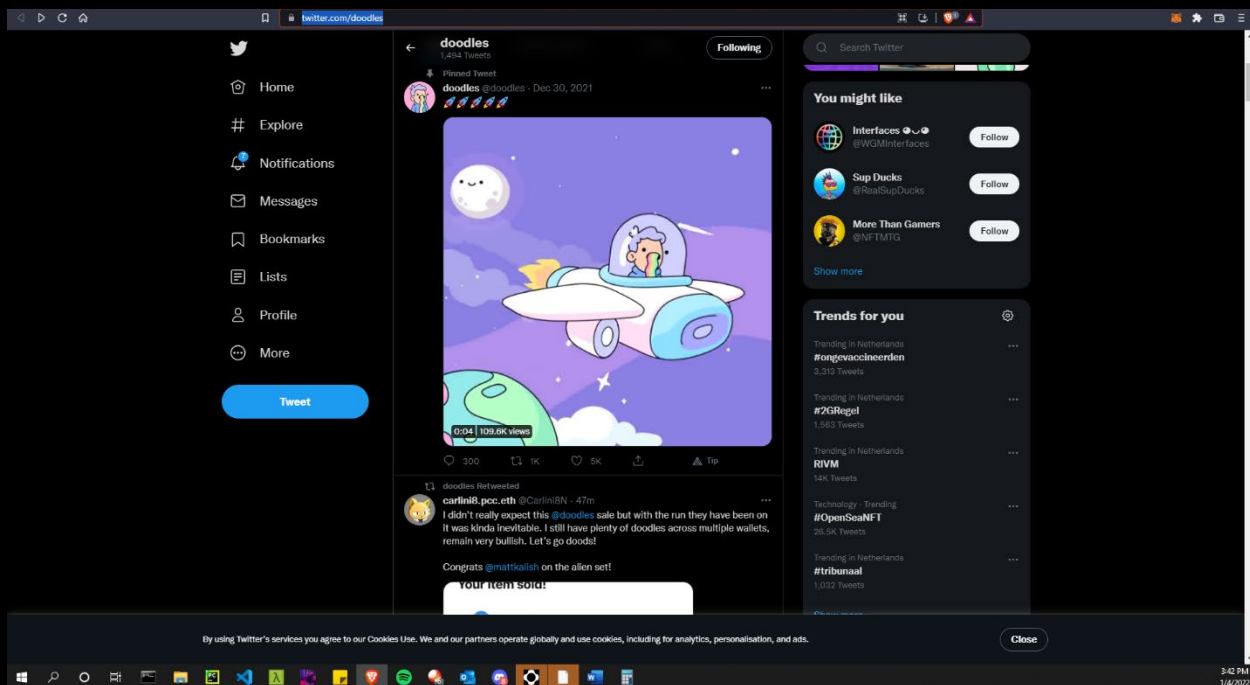 twitter.com/doodles
Home
Explore
Notifications
Messages
Bookmarks
Lists
Profile
More
Tweet
doodles
1,494 Tweets
Following
Pinned Tweet
doodles @doodles · Dec 30, 2021
🚀🚀🚀🚀🚀
0:04 | 109.6K views
300 1K 5K Tip
doodles Retweeted
carlini8.pcc.eth @Carlini8N · 47m
I didn't really expect this @doodles sale but with the run they have been on
it was kinda inevitable. I still have plenty of doodles across multiple wallets,
remain very bullish. Let's go doods!
Congrats @mattkalish on the alien set!
Your item sold!
Search Twitter
You might like
Interfaces
@WGMInterfaces
Follow
Sup Ducks
@RealSupDucks
Follow
More Than Gamers
@NFTMTG
Follow
Show more
Trends for you
Trending in Netherlands
#ongevaccineerden
3,313 Tweets
Trending in Netherlands
#2GRegel
1,563 Tweets
Trending in Netherlands
RIVM
14K Tweets
Technology · Trending
#OpenSeaNFT
26.5K Tweets
Trending in Netherlands
#tribunaal
1,032 Tweets
Show more
By using Twitter's services you agree to our Cookies Use. We and our partners operate globally and use cookies, including for analytics, personalisation, and ads.
Close
3:42 PM
1/4/2022